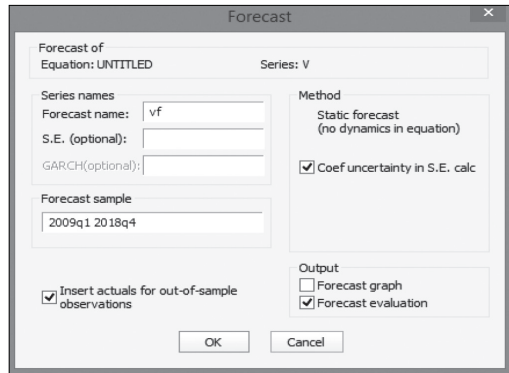 Forecast
×
Forecast of
Equation: UNTITLED Series: V
Series names
Forecast name: vf
S.E. (optional):
GARCH(optional):
Forecast sample
2009q1 2018q4
Insert actuals for out-of-sample
observations
Method
Static forecast
(no dynamics in equation)
Coef uncertainty in S.E. calc
Output
Forecast graph
Forecast evaluation
OK Cancel